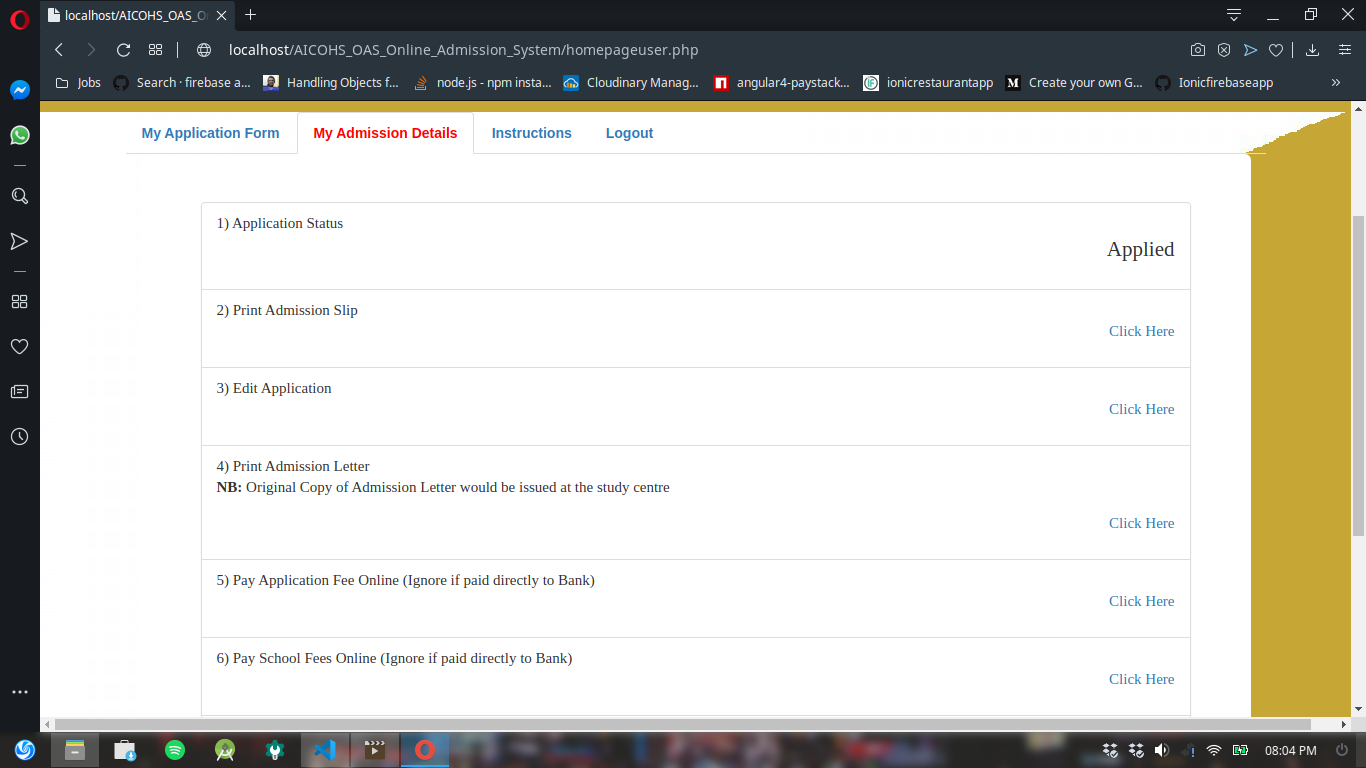 localhost/AICOHS_OAS_O
localhost/AICOHS_OAS_Online_Admission_System/homepageuser.php
Jobs
Search · firebase a...
Handling Objects f...
node.js - npm insta...
Cloudinary Manag...
angular4-paystack...
ionicrestaurantapp
Create your own G...
Ionicfirebaseapp
My Application Form
My Admission Details
Instructions
Logout
1) Application Status
Applied
2) Print Admission Slip
Click Here
3) Edit Application
Click Here
4) Print Admission Letter
NB: Original Copy of Admission Letter would be issued at the study centre
Click Here
5) Pay Application Fee Online (Ignore if paid directly to Bank)
Click Here
6) Pay School Fees Online (Ignore if paid directly to Bank)
Click Here
08:04 PM